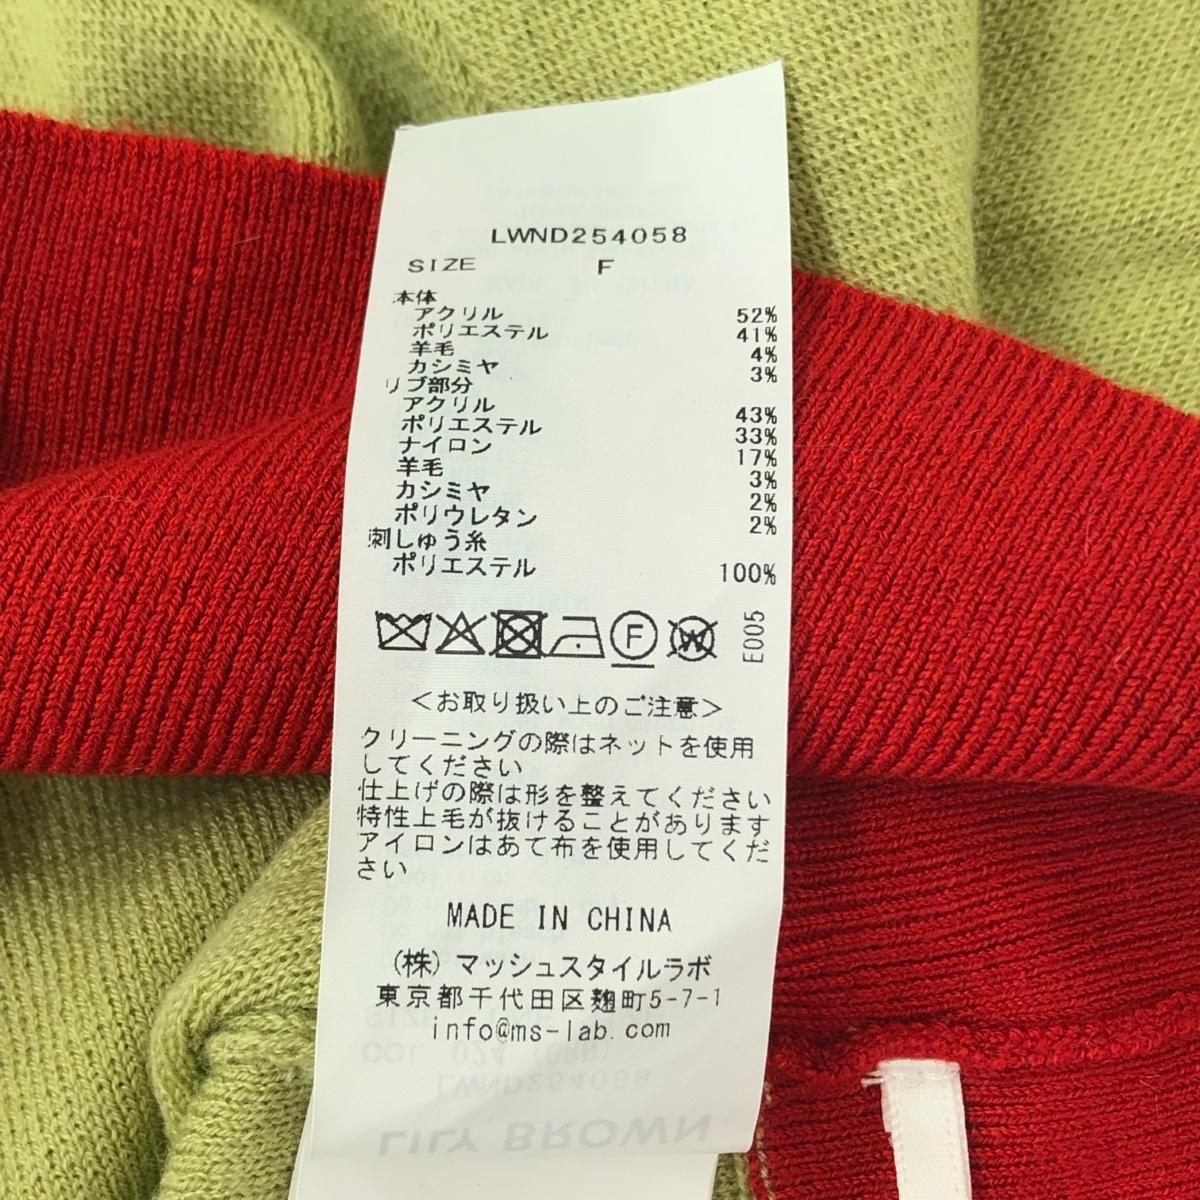 LWND254058
SIZE F
本体
アクリル 52%
ポリエステル 41%
羊毛 4%
カシミヤ 3%
リブ部分
アクリル 43%
ポリエステル 33%
ナイロン 17%
羊毛 3%
カシミヤ 2%
ポリウレタン 2%
刺しゅう糸
ポリエステル 100%
F W E005
<お取り扱い上のご注意>
クリーニングの際はネットを使用
してください
仕上げの際は形を整えてください
特性上毛が抜けることがあります
アイロンはあて布を使用してくだ
さい
MADE IN CHINA
(株)マッシュスタイルラボ
東京都千代田区麹町5-7-1
info@ms-lab.com
COL 024 (GRN)
LWND254058
LILY BROWN